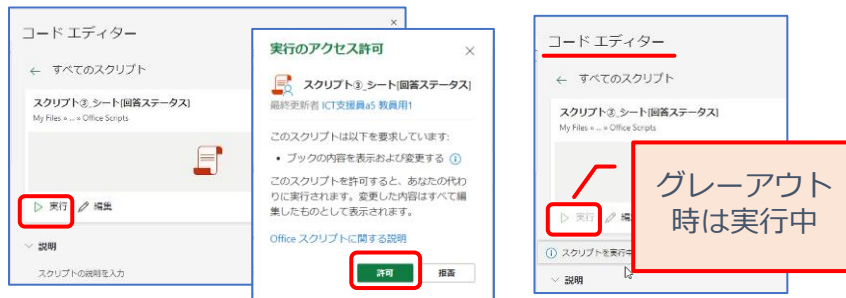 コード エディター
← すべてのスクリプト
スクリプト③_シート[回答ステータス]
My Files » ... » Office Scripts
実行 編集
説明
スクリプトの説明を入力
実行のアクセス許可
スクリプト③_シート[回答ステータス]
最終更新者 ICT支援員a5 教員用1
このスクリプトは以下を要求しています:
• ブックの内容を表示および変更する
このスクリプトを許可すると、あなたの代わ
りに実行されます。変更した内容はすべて編
集したものとして表示されます。
Office スクリプトに関する説明
許可 拒否
コード エディター
← すべてのスクリプト
スクリプト③_シート[回答ステータス]
My Files » ... » Office Scripts
実行
スクリプトを実行中
説明
グレーアウト
時は実行中